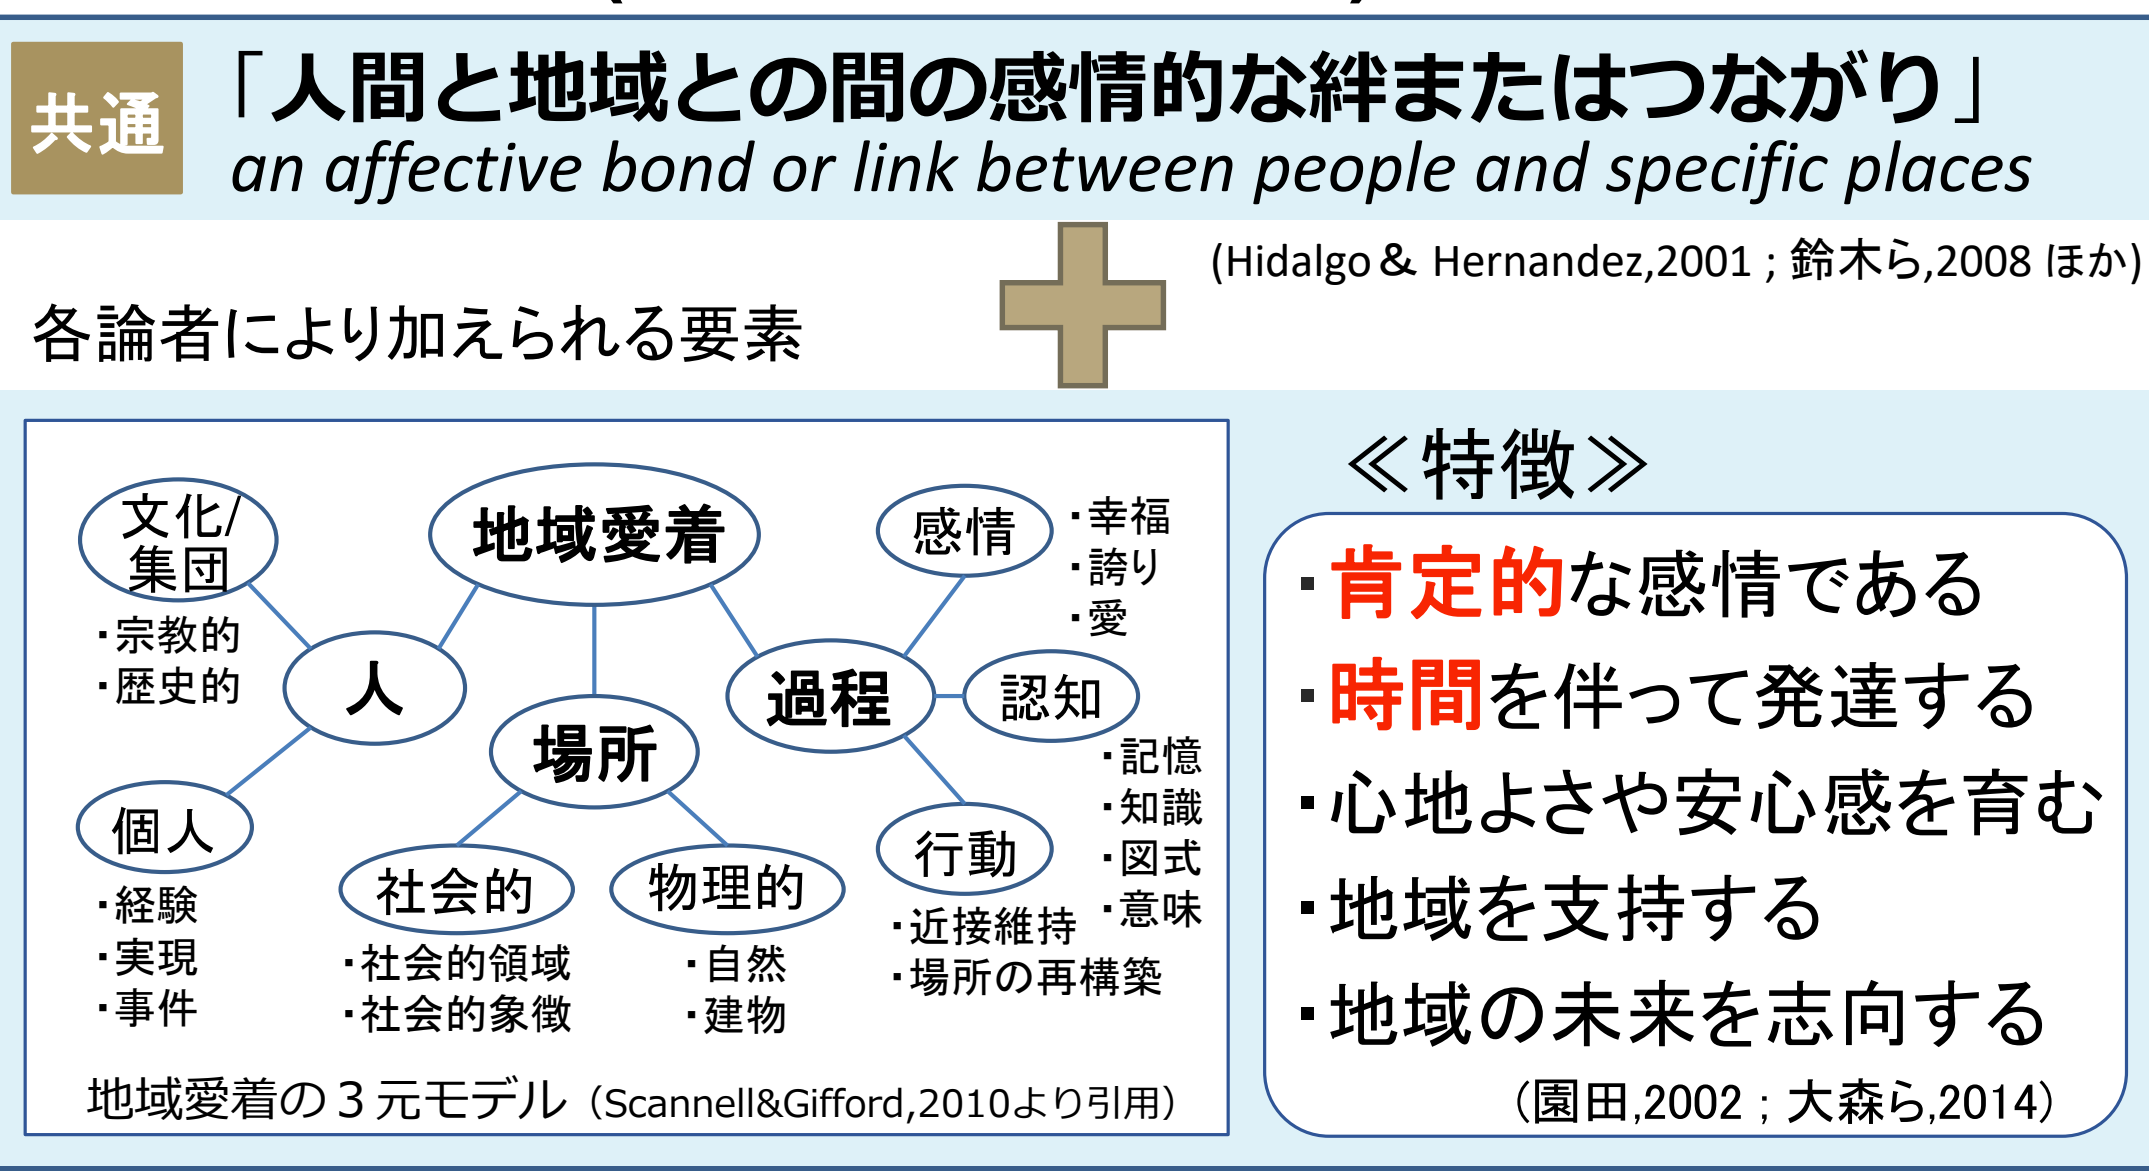 共通
「人間と地域との間の感情的な絆またはつながり」
an affective bond or link between people and specific places
(Hidalgo＆ Hernandez,2001 ; 鈴木ら,2008 ほか)
各論者により加えられる要素
地域愛着
人
場所
過程
文化/
集団
・宗教的
・歴史的
個人
・経験
・実現
・事件
社会的
・社会的領域
・社会的象徴
物理的
・自然
・建物
感情
・幸福
・誇り
・愛
認知
・記憶
・知識
・図式
・意味
行動
・近接維持
・場所の再構築
地域愛着の３元モデル（Scannell&Gifford,2010より引用）
≪特徴≫
・肯定的な感情である
・時間を伴って発達する
・心地よさや安心感を育む
・地域を支持する
・地域の未来を志向する
（園田,2002 ; 大森ら,2014）